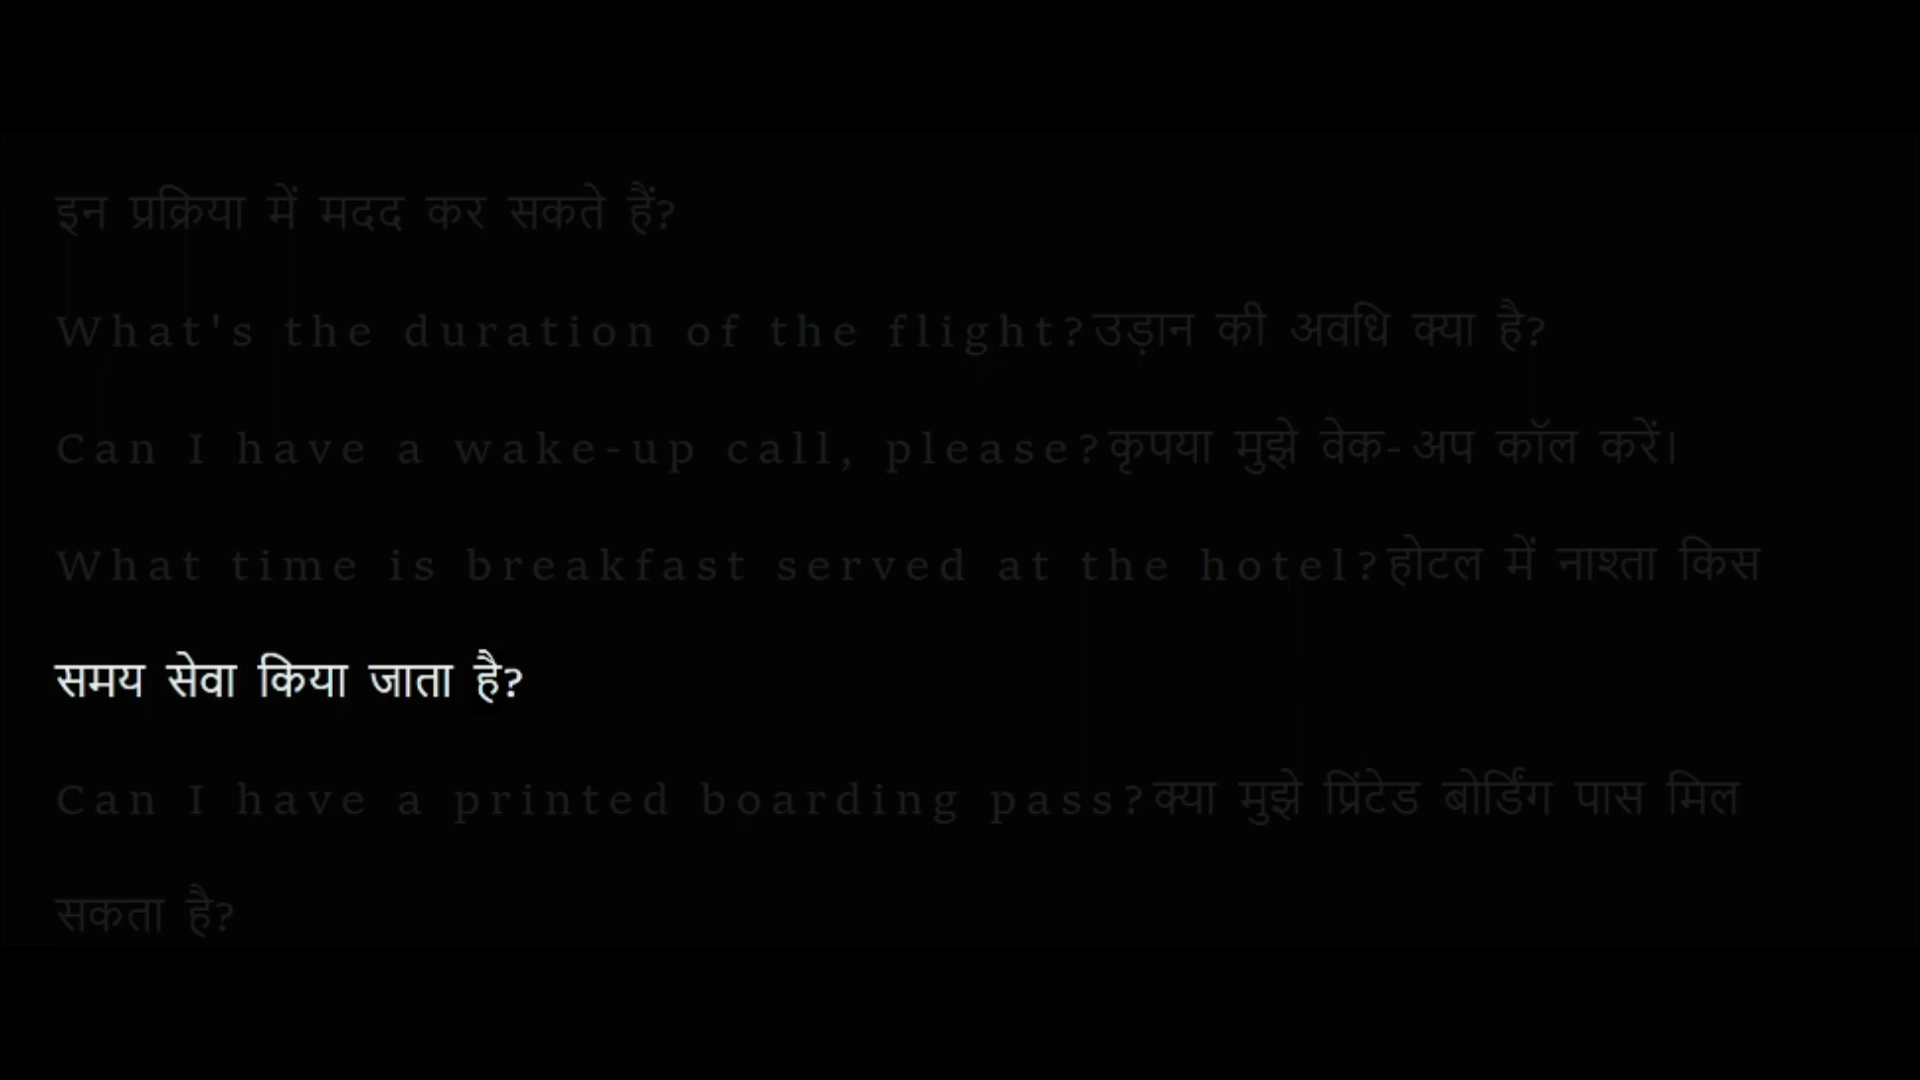 इन प्रक्रिया में मदद कर सकते हैं?
What's the duration of the flight?उड़ान की अवधि क्या है?
Can I have a wake-up call, please?कृपया मुझे वेक-अप कॉल करें।
What time is breakfast served at the hotel?होटल में नाश्ता किस
समय सेवा किया जाता है?
Can I have a printed boarding pass?क्या मुझे प्रिंटेड बोर्डिंग पास मिल
सकता है?